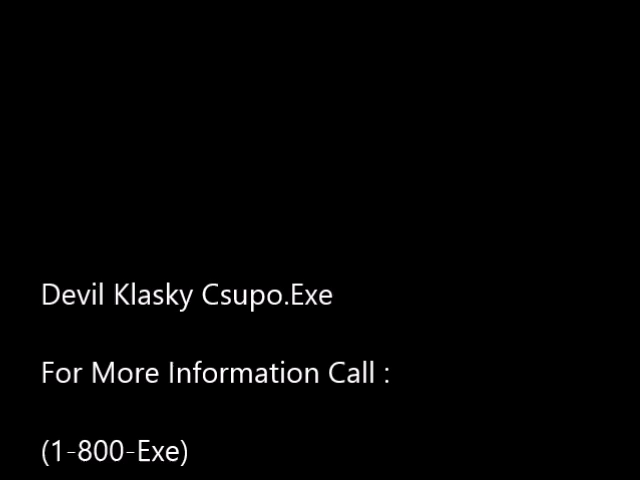 Devil Klasky Csupo.Exe
For More Information Call :
(1-800-Exe)